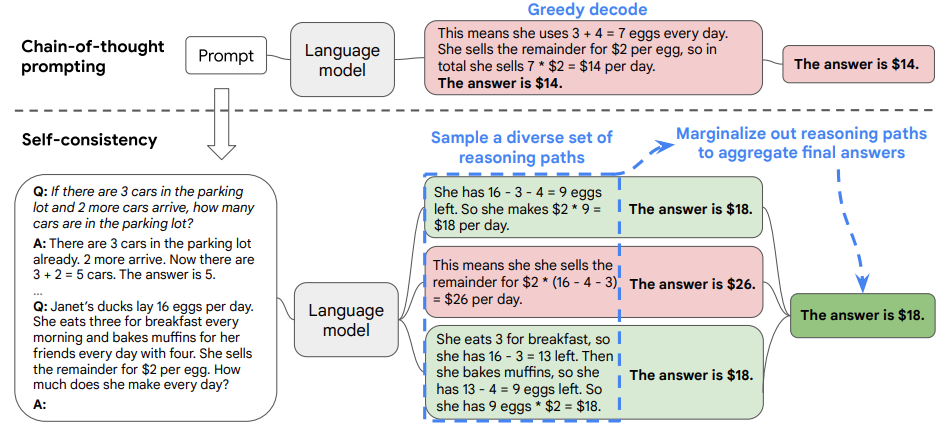 Greedy decode
Chain-of-thought
prompting
Prompt
Language
model
This means she uses 3 + 4 = 7 eggs every day.
She sells the remainder for $2 per egg, so in
total she sells 7 * $2 = $14 per day.
The answer is $14.
The answer is $14.
Self-consistency
Sample a diverse set of
reasoning paths
Marginalize out reasoning paths
to aggregate final answers
Q: If there are 3 cars in the parking
lot and 2 more cars arrive, how many
cars are in the parking lot?
A: There are 3 cars in the parking lot
already. 2 more arrive. Now there are
3 + 2 = 5 cars. The answer is 5.
...
Q: Janet's ducks lay 16 eggs per day.
She eats three for breakfast every
morning and bakes muffins for her
friends every day with four. She sells
the remainder for $2 per egg. How
much does she make every day?
A:
Language
model
She has 16 - 3 - 4 = 9 eggs
left. So she makes $2 * 9 =
$18 per day.
The answer is $18.
This means she she sells the
remainder for $2 * (16 - 4 - 3)
= $26 per day.
The answer is $26.
She eats 3 for breakfast, so
she has 16 - 3 = 13 left. Then
she bakes muffins, so she
has 13 - 4 = 9 eggs left. So
she has 9 eggs * $2 = $18.
The answer is $18.
The answer is $18.